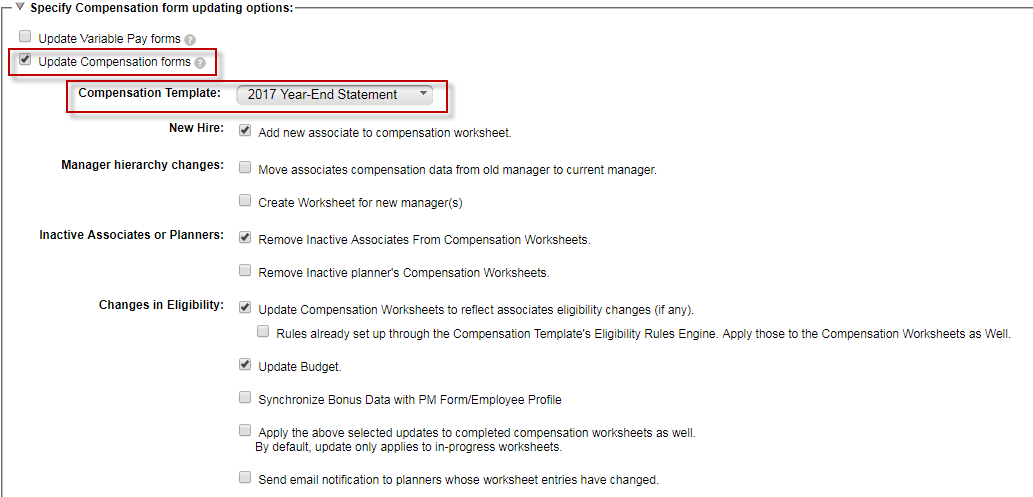 Specify Compensation form updating options:
Update Variable Pay forms ?
Update Compensation forms ?
Compensation Template: 2017 Year-End Statement
New Hire: Add new associate to compensation worksheet.
Manager hierarchy changes: Move associates compensation data from old manager to current manager.
Create Worksheet for new manager(s)
Inactive Associates or Planners: Remove Inactive Associates From Compensation Worksheets.
Remove Inactive planner's Compensation Worksheets.
Changes in Eligibility: Update Compensation Worksheets to reflect associates eligibility changes (if any).
Rules already set up through the Compensation Template's Eligibility Rules Engine. Apply those to the Compensation Worksheets as Well.
Update Budget.
Synchronize Bonus Data with PM Form/Employee Profile
Apply the above selected updates to completed compensation worksheets as well.
By default, update only applies to in-progress worksheets.
Send email notification to planners whose worksheet entries have changed.